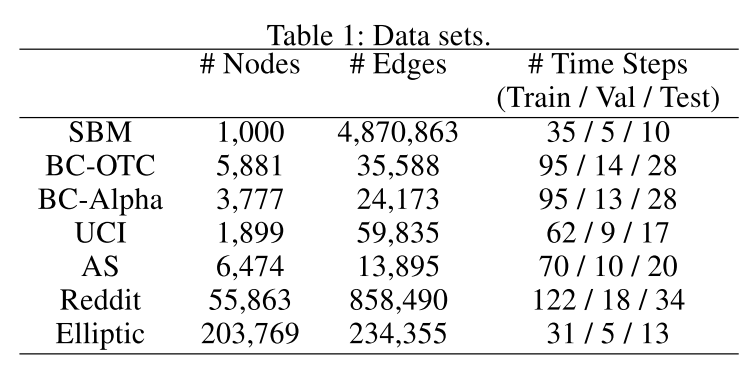 Table 1: Data sets.
# Nodes # Edges # Time Steps
(Train / Val / Test)
SBM 1,000 4,870,863 35 / 5 / 10
BC-OTC 5,881 35,588 95 / 14 / 28
BC-Alpha 3,777 24,173 95 / 13 / 28
UCI 1,899 59,835 62 / 9 / 17
AS 6,474 13,895 70 / 10 / 20
Reddit 55,863 858,490 122 / 18 / 34
Elliptic 203,769 234,355 31 / 5 / 13